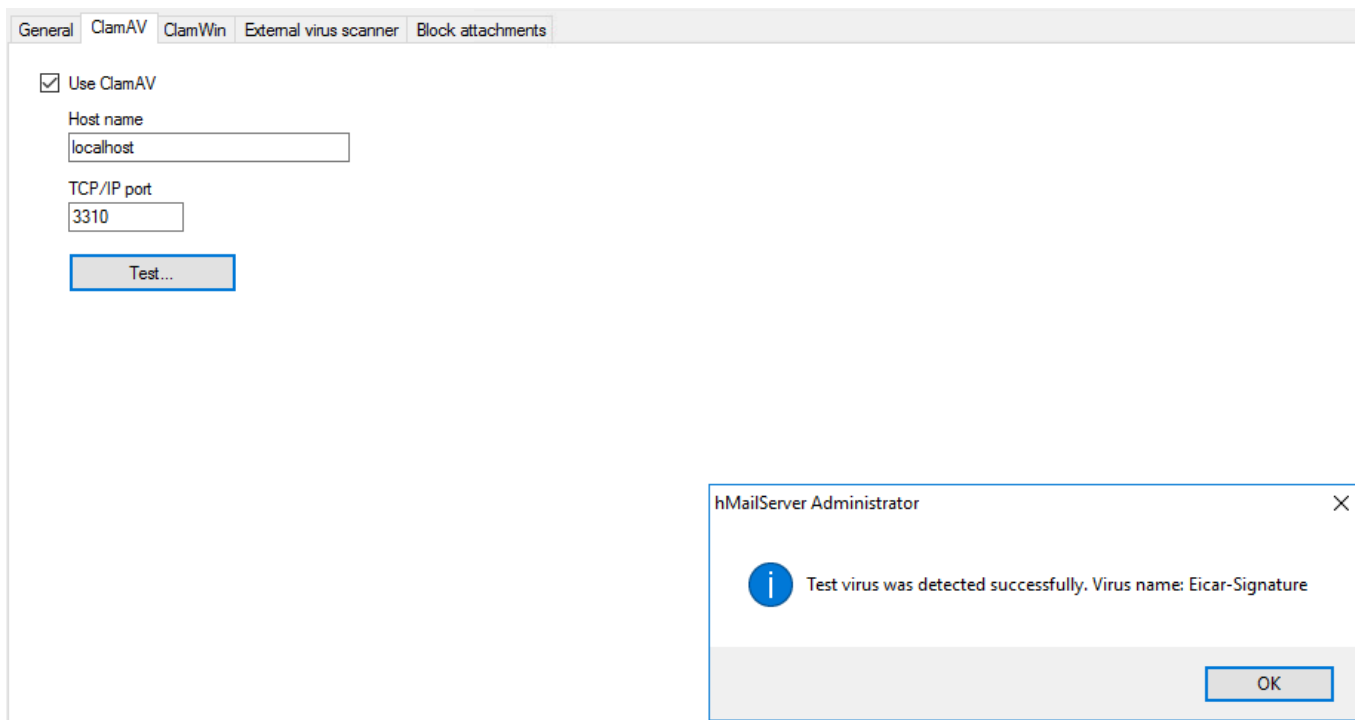 General ClamAV ClamWin External virus scanner Block attachments
Use ClamAV
Host name
localhost
TCP/IP port
3310
Test...
hMailServer Administrator
Test virus was detected successfully. Virus name: Eicar-Signature
OK